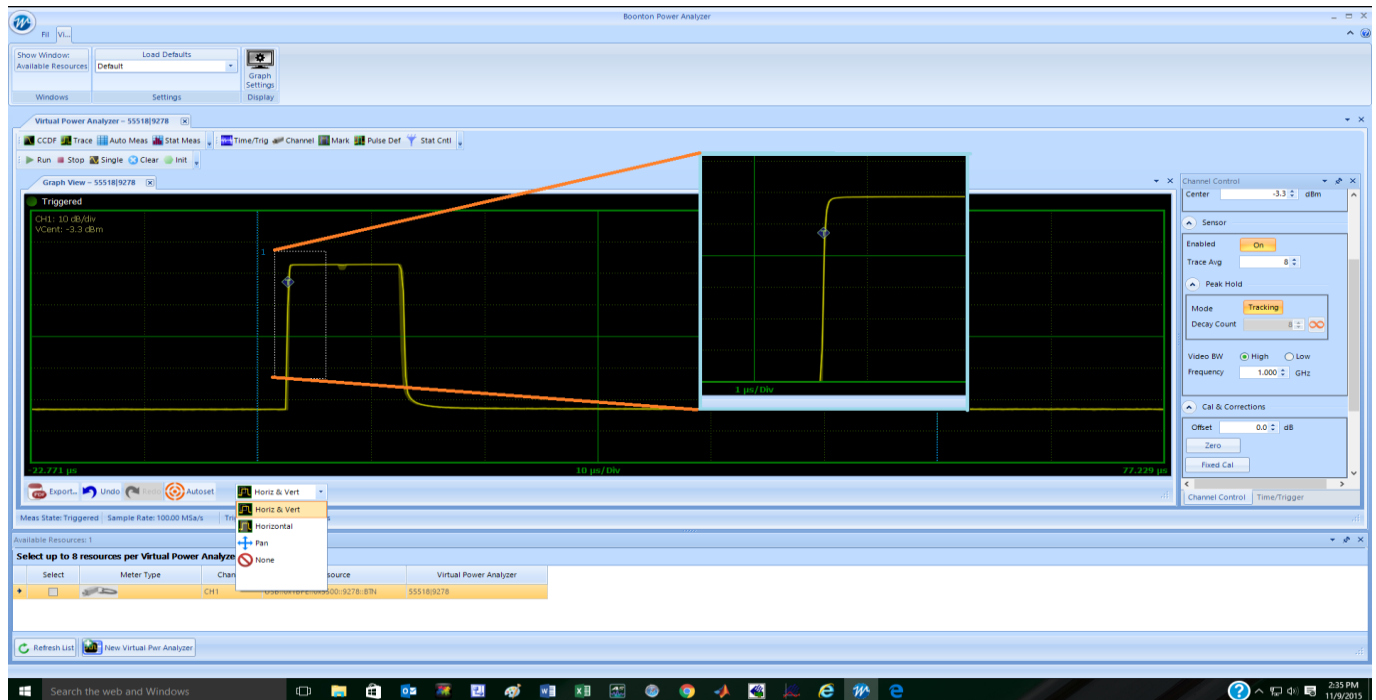 Boonton Power Analyzer
Fil Vi...
Show Window: Load Defaults
Available Resources Default
Graph
Settings
Windows Settings Display
Virtual Power Analyzer – 55518|9278
CCDF Trace Auto Meas Stat Meas Time/Trig Channel Mark Pulse Def Stat Cntl
Run Stop Single Clear Init
Graph View – 55518|9278
Triggered
CH1: 10 dB/div
VCent: -3.3 dBm
1
1 µs/Div
-22.771 µs 10 µs/Div 77.229 µs
Channel Control
Center -3.3 dBm
Sensor
Enabled On
Trace Avg 8
Peak Hold
Mode Tracking
Decay Count 8
Video BW High Low
Frequency 1.000 GHz
Cal & Corrections
Offset 0.0 dB
Zero
Fixed Cal
Channel Control Time/Trigger
Export... Undo Redo Autoset Horiz & Vert
Horiz & Vert
Horizontal
Pan
None
Meas State: Triggered Sample Rate: 100.00 MSa/s
Available Resources: 1
Select up to 8 resources per Virtual Power Analyze
Select Meter Type Chan source Virtual Power Analyzer
CH1 55518|9278
Refresh List New Virtual Pwr Analyzer
Search the web and Windows
2:35 PM
11/9/2015